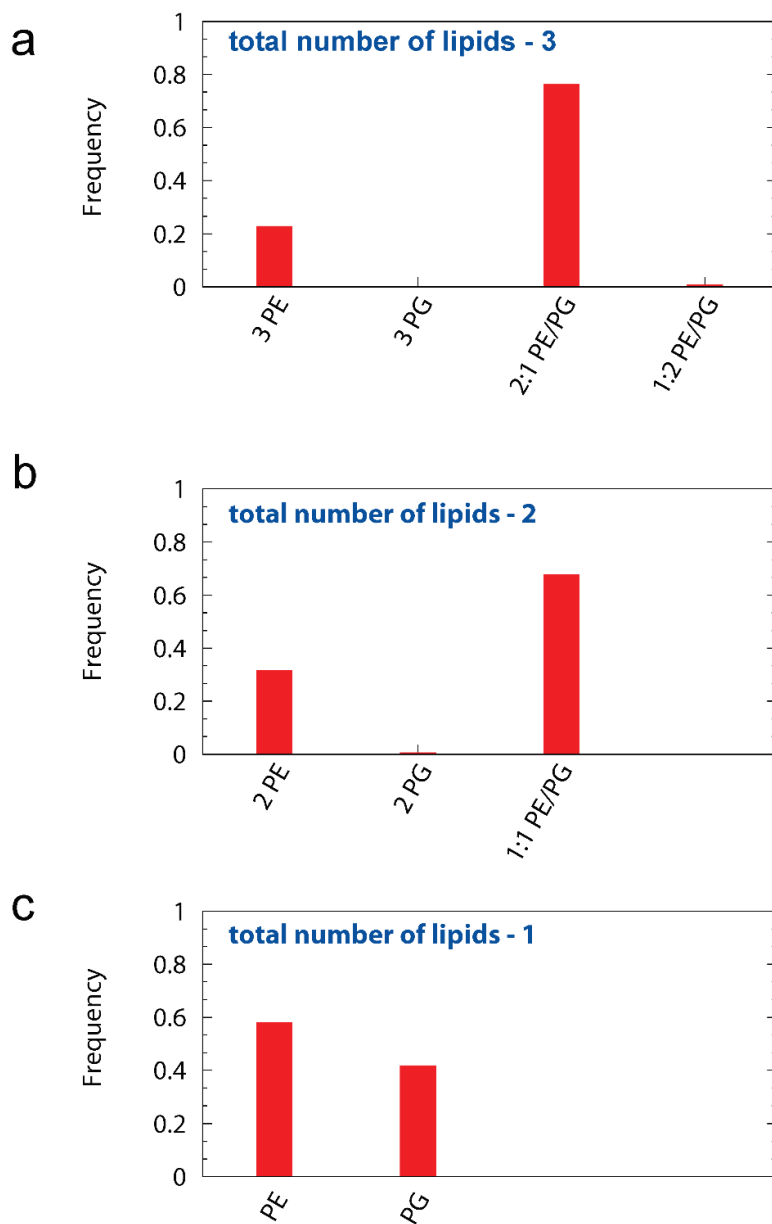 a
total number of lipids - 3
Frequency
1
0.8
0.6
0.4
0.2
0
3 PE
3 PG
2:1 PE/PG
1:2 PE/PG
b
total number of lipids - 2
Frequency
1
0.8
0.6
0.4
0.2
0
2 PE
2 PG
1:1 PE/PG
c
total number of lipids - 1
Frequency
1
0.8
0.6
0.4
0.2
0
PE
PG